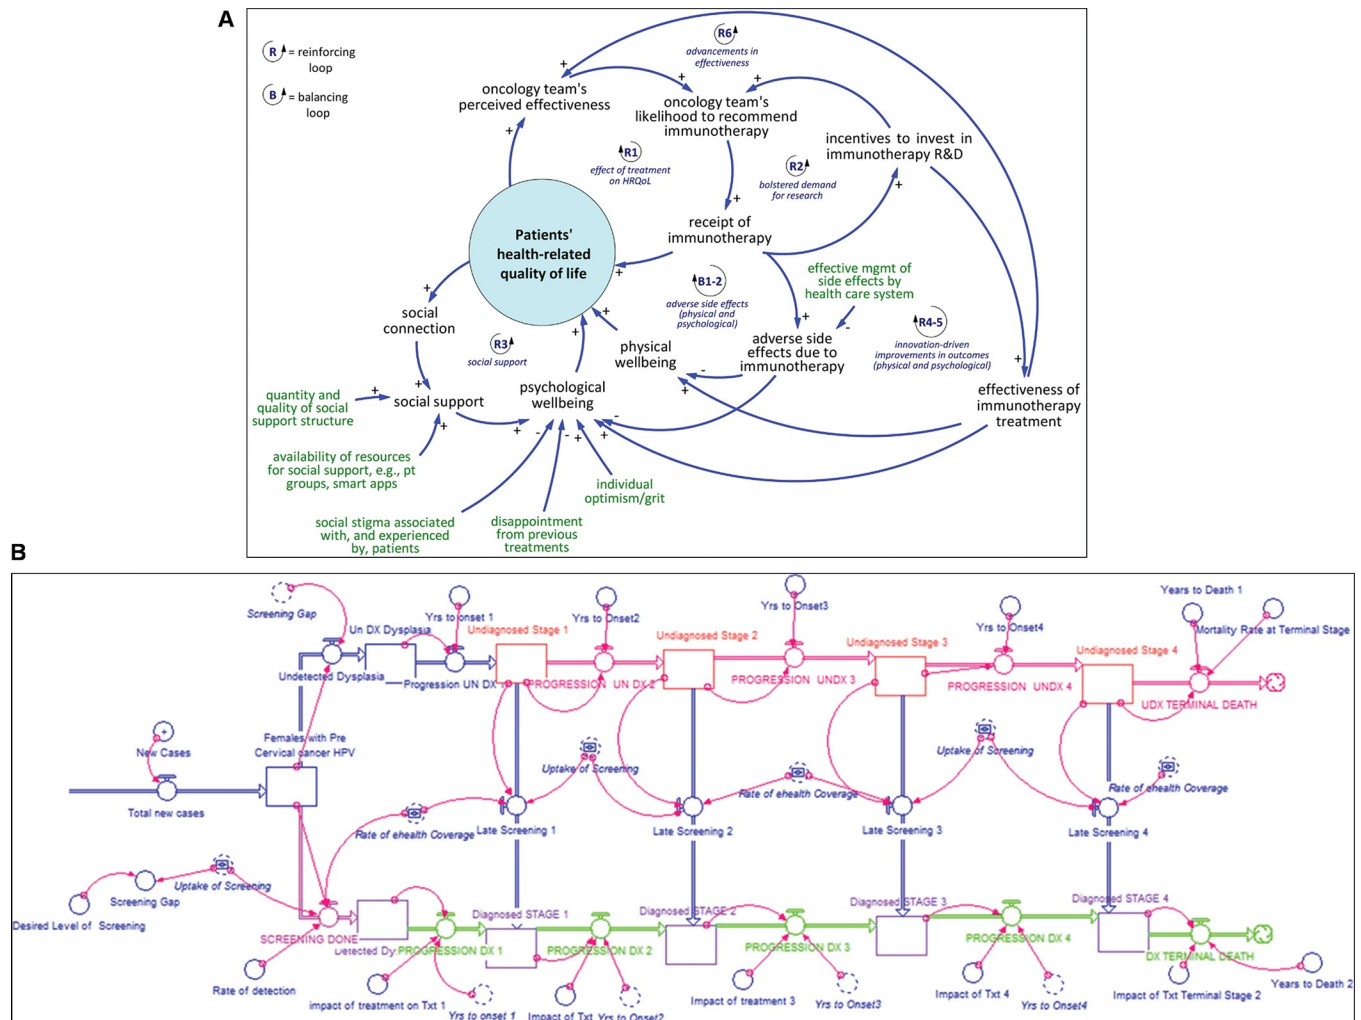 A
R = reinforcing
loop
B = balancing
loop
R6
advancements in
effectiveness
oncology team's
perceived effectiveness
oncology team's
likelihood to recommend
immunotherapy
incentives to invest in
immunotherapy R&D
R1
effect of treatment
on HRQoL
R2
bolstered demand
for research
Patients'
health-related
quality of life
receipt of
immunotherapy
B1-2
adverse side effects
(physical and
psychological)
effective mgmt of
side effects by
health care system
social
connection
R3
social support
physical
wellbeing
adverse side
effects due to
immunotherapy
R4-5
innovation-driven
improvements in outcomes
(physical and psychological)
effectiveness of
immunotherapy
treatment
quantity and
quality of social
support structure
social support
psychological
wellbeing
availability of resources
for social support, e.g., pt
groups, smart apps
individual
optimism/grit
social stigma associated
with, and experienced
by, patients
disappointment
from previous
treatments
B
Screening Gap
Un DX Dysplasia
Yrs to onset 1
Undiagnosed Stage 1
Yrs to Onset2
Undiagnosed Stage 2
Yrs to Onset3
Undiagnosed Stage 3
Yrs to Onset4
Undiagnosed Stage 4
Years to Death 1
Mortality Rate at Terminal Stage
Undetected Dysplasia
Progression UN DX 1
PROGRESSION UN DX 2
PROGRESSION UNDX 3
PROGRESSION UNDX 4
UDX TERMINAL DEATH
New Cases
Females with Pre
Cervical cancer HPV
Total new cases
Uptake of Screening
Uptake of Screening
Rate of ehealth Coverage
Rate of ehealth Coverage
Rate of ehealth Coverage
Late Screening 1
Late Screening 2
Late Screening 3
Late Screening 4
Uptake of Screening
Screening Gap
Desired Level of Screening
SCREENING DONE
Detected Dy
PROGRESSION DX 1
Diagnosed STAGE 1
PROGRESSION DX 2
Diagnosed STAGE 2
PROGRESSION DX 3
Diagnosed STAGE 3
PROGRESSION DX 4
Diagnosed STAGE 4
DX TERMINAL DEATH
Rate of detection
impact of treatment on Txt 1
Yrs to onset 1
Impact of Txt
Yrs to Onset2
Impact of treatment 3
Yrs to Onset3
Impact of Txt 4
Yrs to Onset4
Impact of Txt Terminal Stage 2
Years to Death 2